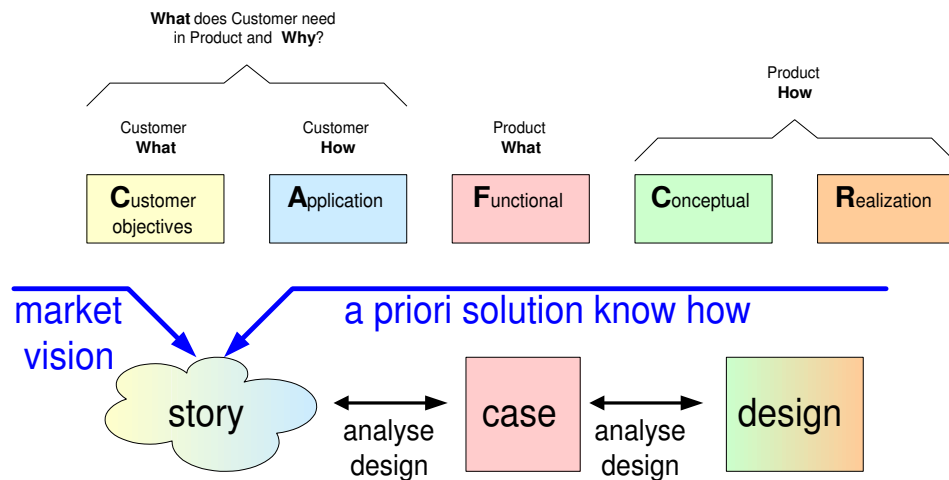 What does Customer need
in Product and Why?
Product
How
Customer
What
Customer
How
Product
What
Customer
objectives
Application
Functional
Conceptual
Realization
market
vision
a priori solution know how
story
analyse
design
case
analyse
design
design